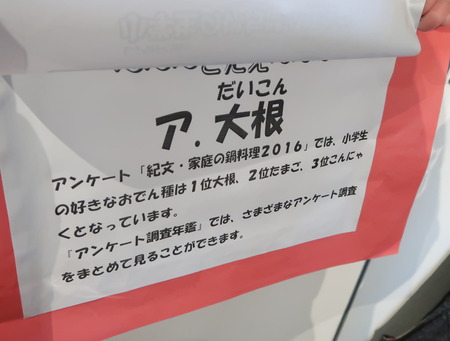 だいこん
ア．大根
アンケート「紀文・家庭の鍋料理２０１６」では、小学生
の好きなおでん種は１位大根、２位たまご、３位こんにゃ
くとなっています。
『アンケート調査年鑑』では、さまざまなアンケート調査
をまとめて見ることができます。